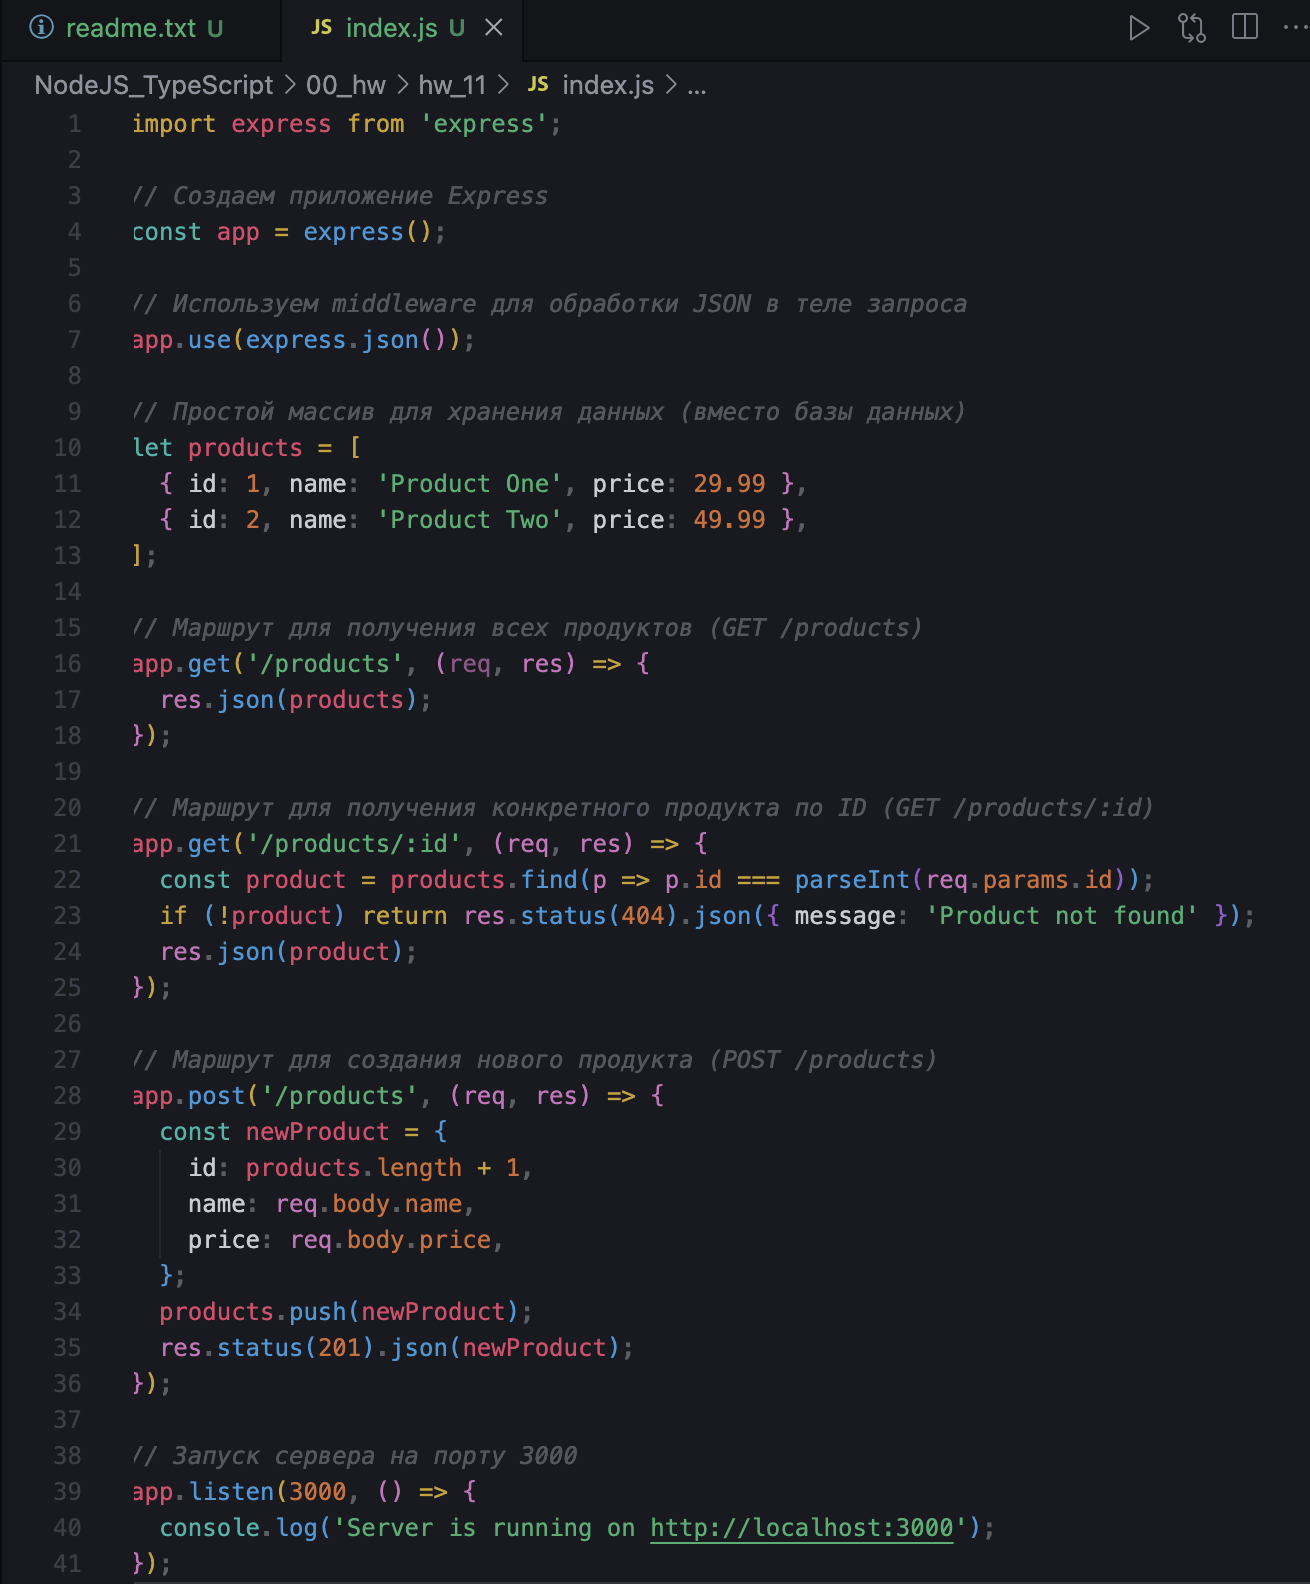 readme.txt U JS index.js U
NodeJS_TypeScript > 00_hw > hw_11 > JS index.js > ...
1 import express from 'express';
2
3 // Создаем приложение Express
4 const app = express();
5
6 // Используем middleware для обработки JSON в теле запроса
7 app.use(express.json());
8
9 // Простой массив для хранения данных (вместо базы данных)
10 let products = [
11   { id: 1, name: 'Product One', price: 29.99 },
12   { id: 2, name: 'Product Two', price: 49.99 },
13 ];
14
15 // Маршрут для получения всех продуктов (GET /products)
16 app.get('/products', (req, res) => {
17   res.json(products);
18 });
19
20 // Маршрут для получения конкретного продукта по ID (GET /products/:id)
21 app.get('/products/:id', (req, res) => {
22   const product = products.find(p => p.id === parseInt(req.params.id));
23   if (!product) return res.status(404).json({ message: 'Product not found' });
24   res.json(product);
25 });
26
27 // Маршрут для создания нового продукта (POST /products)
28 app.post('/products', (req, res) => {
29   const newProduct = {
30     id: products.length + 1,
31     name: req.body.name,
32     price: req.body.price,
33   };
34   products.push(newProduct);
35   res.status(201).json(newProduct);
36 });
37
38 // Запуск сервера на порту 3000
39 app.listen(3000, () => {
40   console.log('Server is running on http://localhost:3000');
41 });